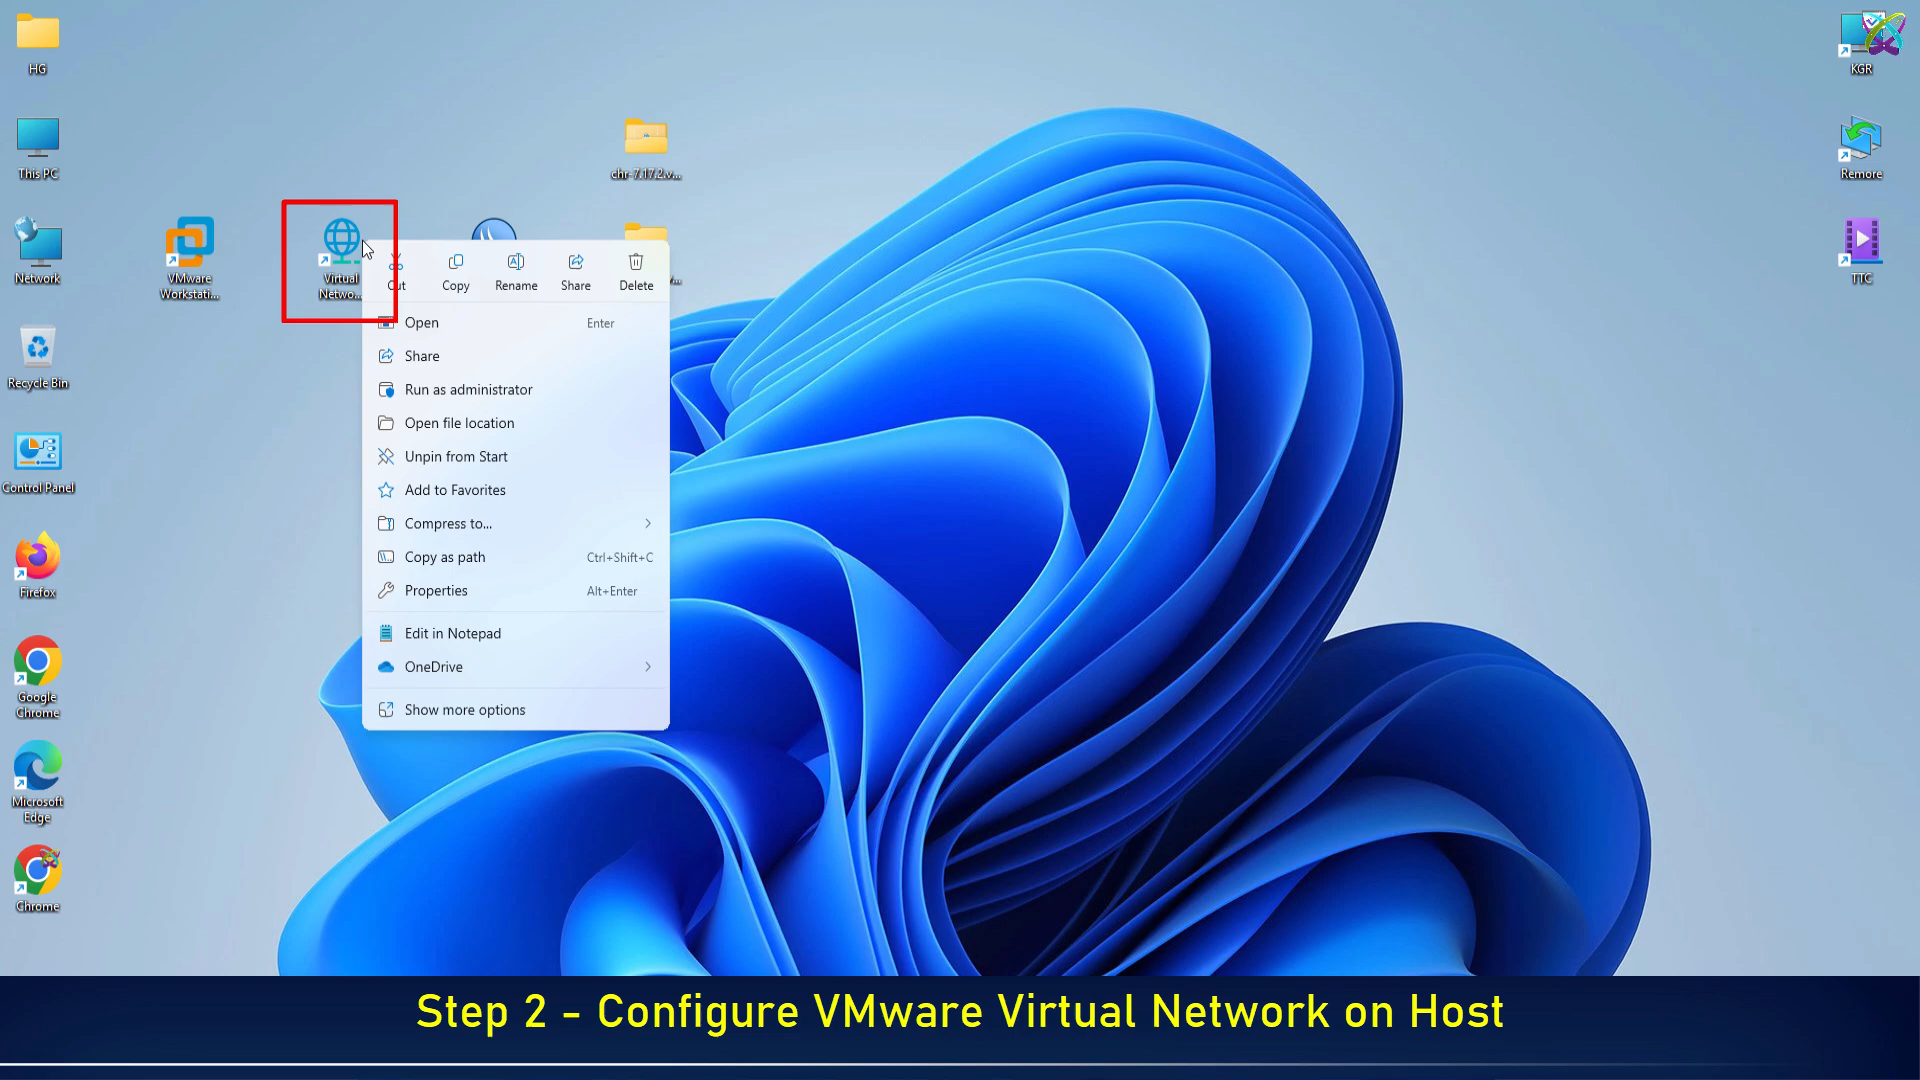 HG
This PC
Network
Recycle Bin
Control Panel
Firefox
Google
Chrome
Microsoft
Edge
Chrome
VMware
Workstati...
Virtual
Netwo...
chr-7.17.2.v...
KGR
Remore
TTC
Cut
Copy
Rename
Share
Delete
Open Enter
Share
Run as administrator
Open file location
Unpin from Start
Add to Favorites
Compress to...
Copy as path Ctrl+Shift+C
Properties Alt+Enter
Edit in Notepad
OneDrive
Show more options
Step 2 - Configure VMware Virtual Network on Host